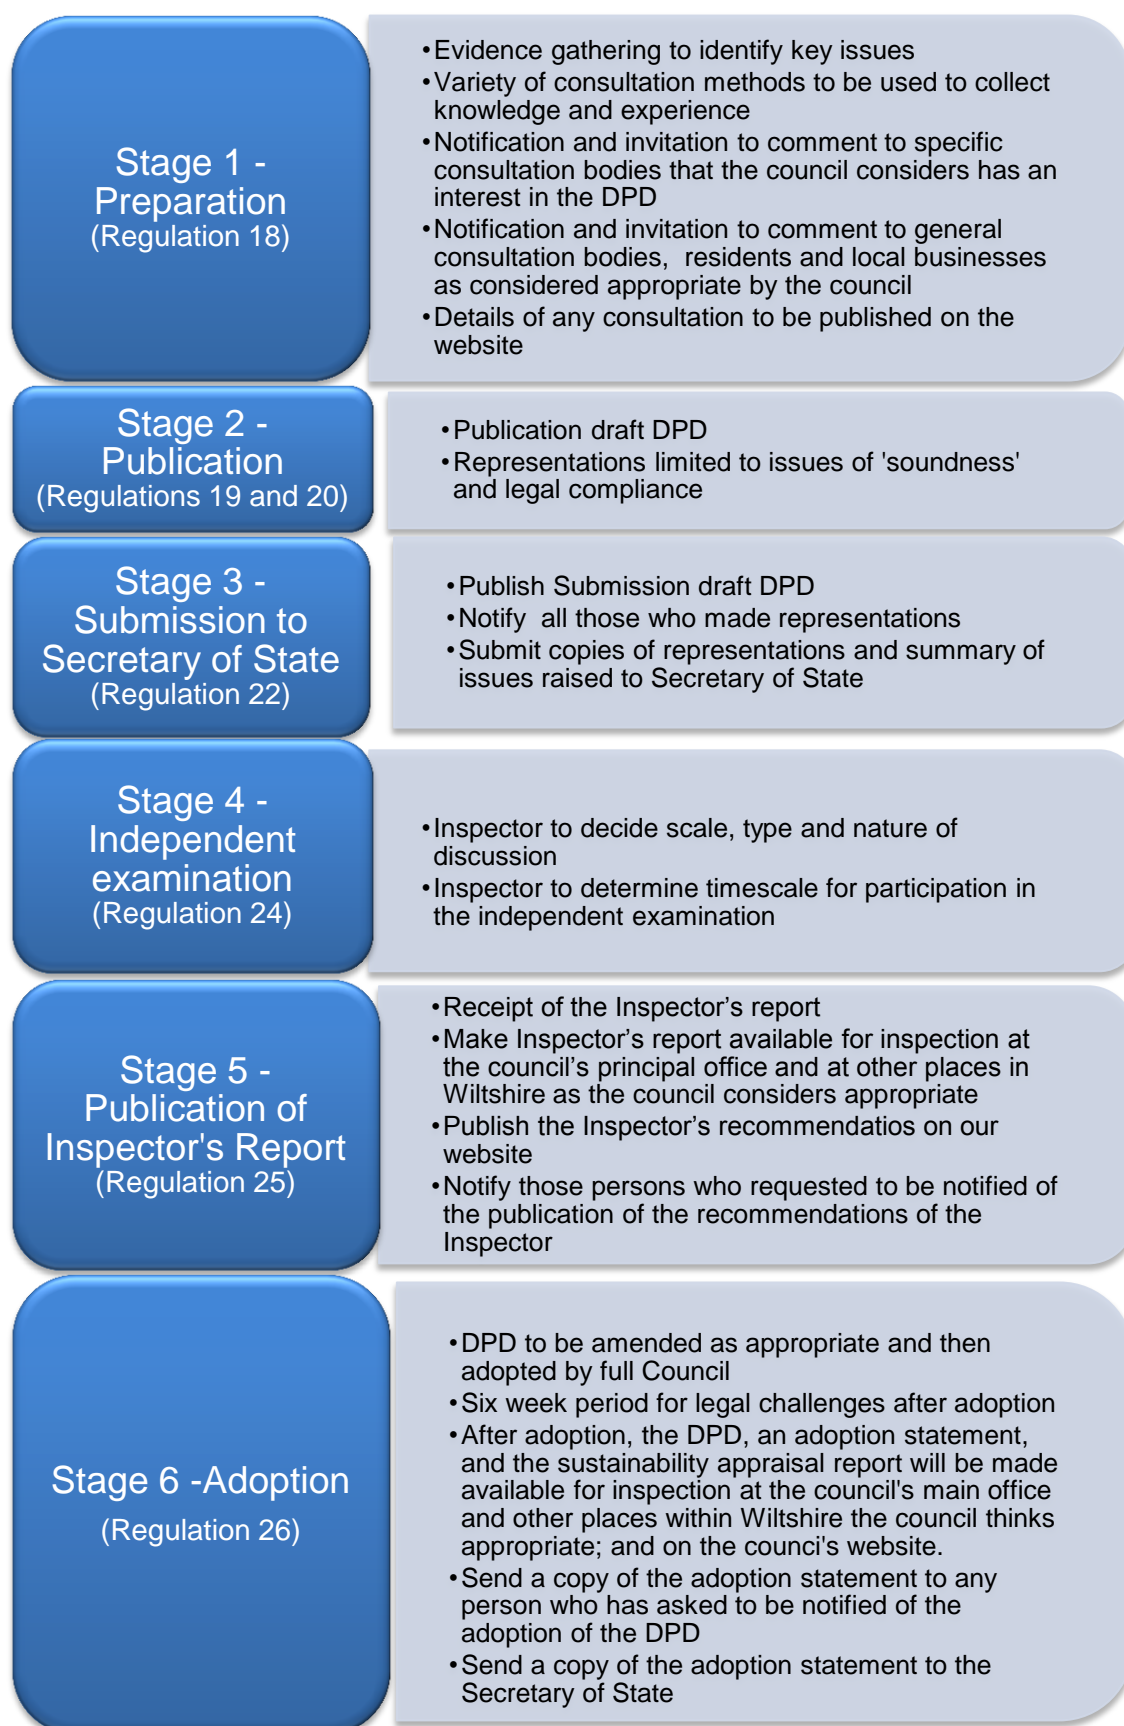 Stage 1 -
Preparation
(Regulation 18)
•Evidence gathering to identify key issues
•Variety of consultation methods to be used to collect
knowledge and experience
•Notification and invitation to comment to specific
consultation bodies that the council considers has an
interest in the DPD
•Notification and invitation to comment to general
consultation bodies,  residents and local businesses
as considered appropriate by the council
•Details of any consultation to be published on the
website
Stage 2 -
Publication
(Regulations 19 and 20)
•Publication draft DPD
•Representations limited to issues of 'soundness'
and legal compliance
Stage 3 -
Submission to
Secretary of State
(Regulation 22)
•Publish Submission draft DPD
•Notify  all those who made representations
•Submit copies of representations and summary of
issues raised to Secretary of State
Stage 4 -
Independent
examination
(Regulation 24)
•Inspector to decide scale, type and nature of
discussion
•Inspector to determine timescale for participation in
the independent examination
Stage 5 -
Publication of
Inspector's Report
(Regulation 25)
•Receipt of the Inspector’s report
•Make Inspector’s report available for inspection at
the council’s principal office and at other places in
Wiltshire as the council considers appropriate
•Publish the Inspector’s recommendatios on our
website
•Notify those persons who requested to be notified of
the publication of the recommendations of the
Inspector
Stage 6 -Adoption
(Regulation 26)
•DPD to be amended as appropriate and then
adopted by full Council
•Six week period for legal challenges after adoption
•After adoption, the DPD, an adoption statement,
and the sustainability appraisal report will be made
available for inspection at the council's main office
and other places within Wiltshire the council thinks
appropriate; and on the counci's website.
•Send a copy of the adoption statement to any
person who has asked to be notified of the
adoption of the DPD
•Send a copy of the adoption statement to the
Secretary of State